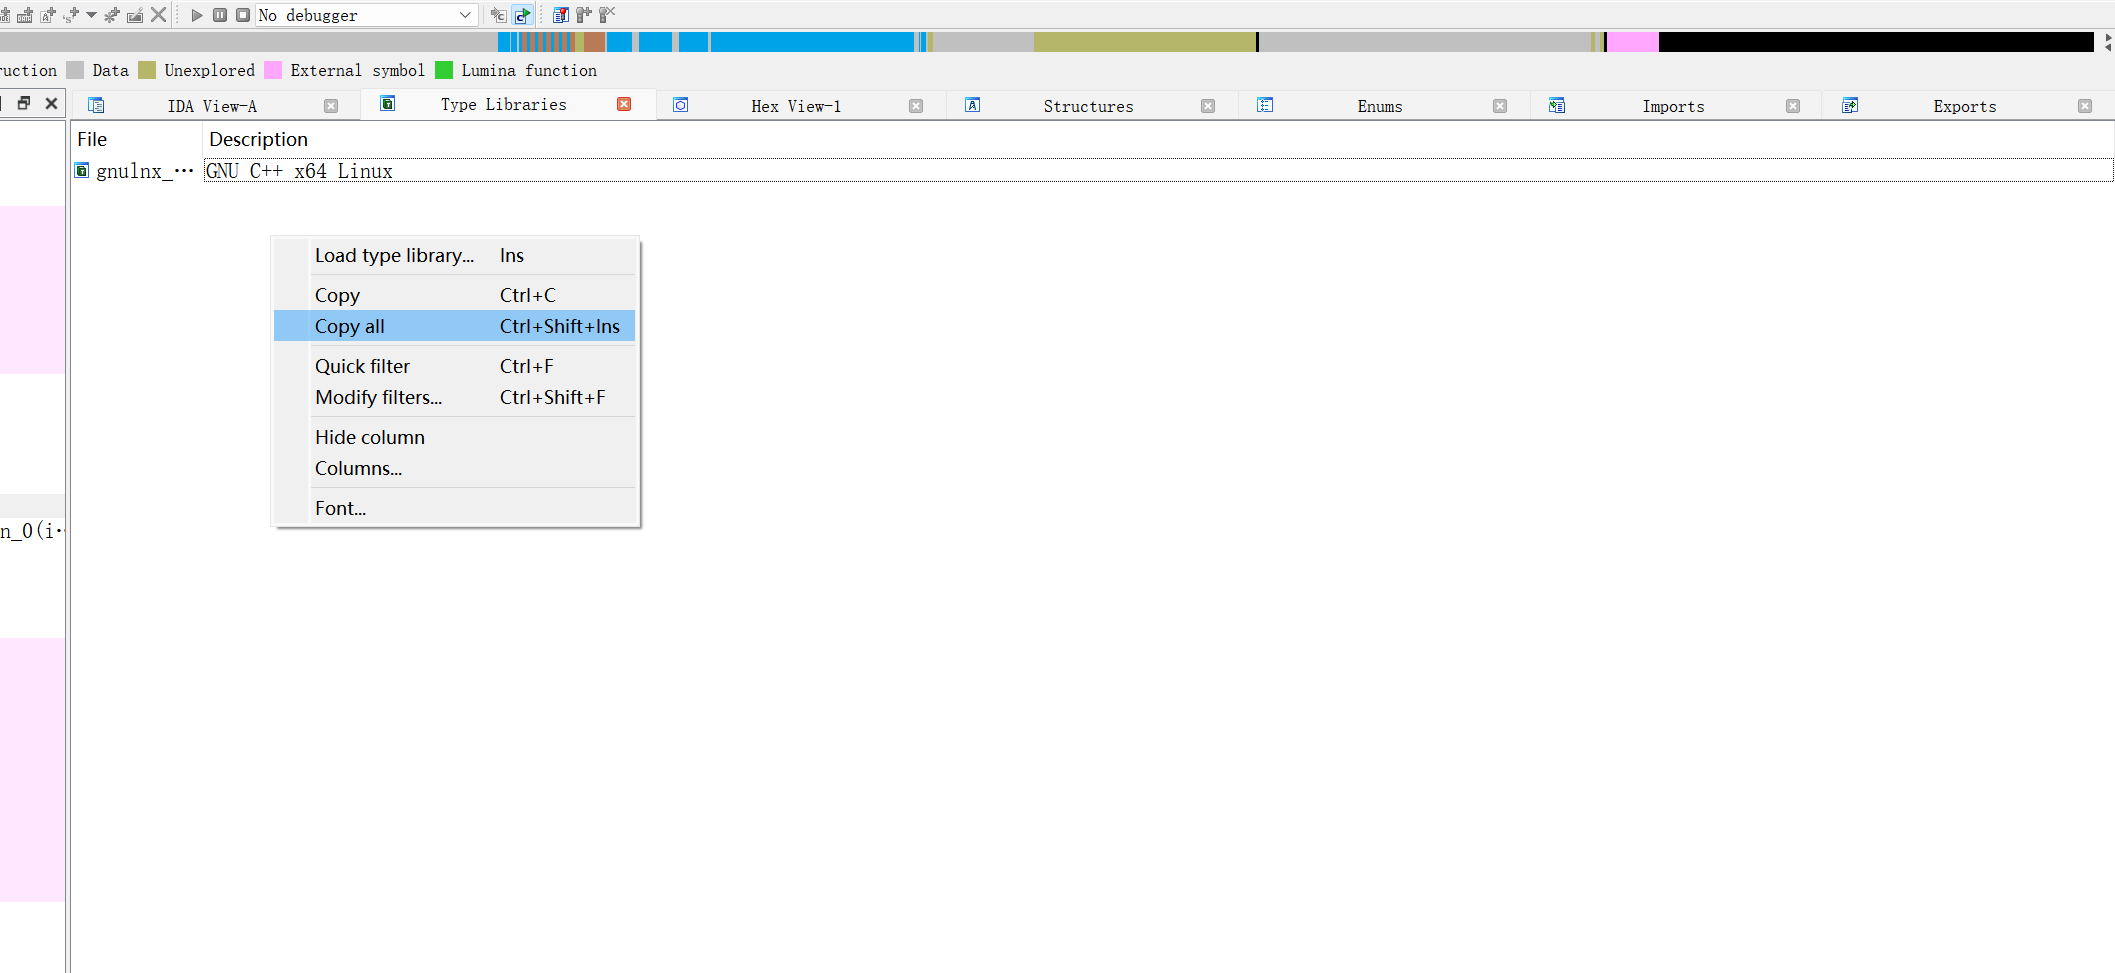 No debugger
ruction Data Unexplored External symbol Lumina function
IDA View-A Type Libraries Hex View-1 Structures Enums Imports Exports
File Description
gnulnx_··· GNU C++ x64 Linux
Load type library... Ins
Copy Ctrl+C
Copy all Ctrl+Shift+Ins
Quick filter Ctrl+F
Modify filters... Ctrl+Shift+F
Hide column
Columns...
Font...
n_0(i··